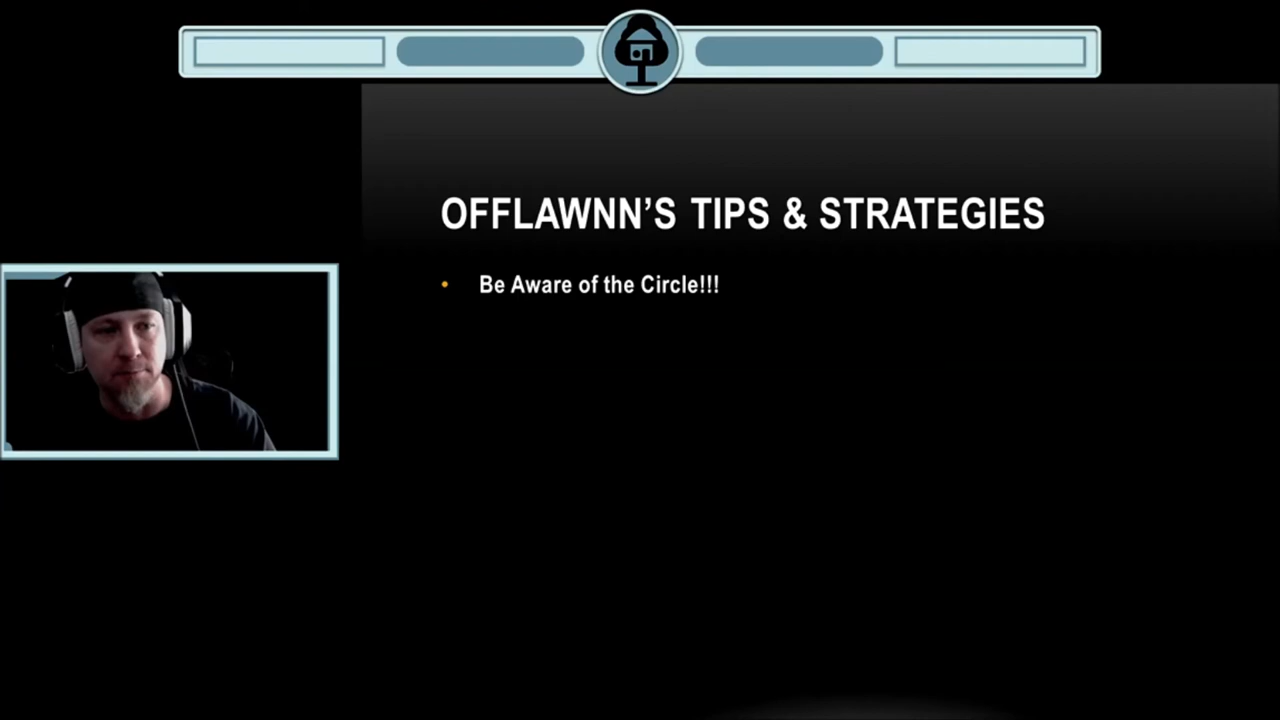 OFFLAWNN'S TIPS & STRATEGIES
• Be Aware of the Circle!!!